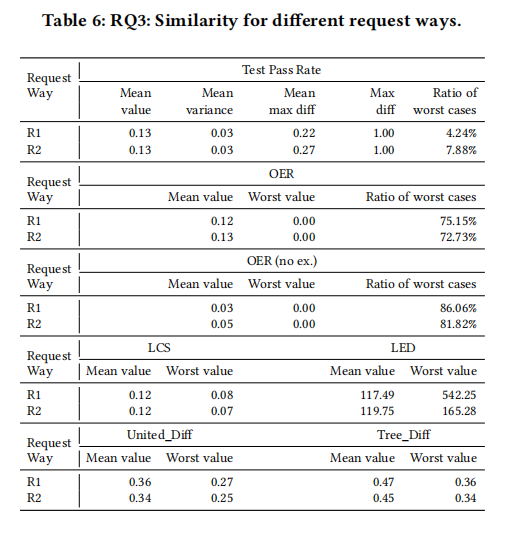 Table 6: RQ3: Similarity for different request ways.
Request Way Test Pass Rate
Mean value Mean variance Mean max diff Max diff Ratio of worst cases
R1 0.13 0.03 0.22 1.00 4.24%
R2 0.13 0.03 0.27 1.00 7.88%
Request Way OER
Mean value Worst value Ratio of worst cases
R1 0.12 0.00 75.15%
R2 0.13 0.00 72.73%
Request Way OER (no ex.)
Mean value Worst value Ratio of worst cases
R1 0.03 0.00 86.06%
R2 0.05 0.00 81.82%
Request Way LCS LED
Mean value Worst value Mean value Worst value
R1 0.12 0.08 117.49 542.25
R2 0.12 0.07 119.75 165.28
Request Way United_Diff Tree_Diff
Mean value Worst value Mean value Worst value
R1 0.36 0.27 0.47 0.36
R2 0.34 0.25 0.45 0.34